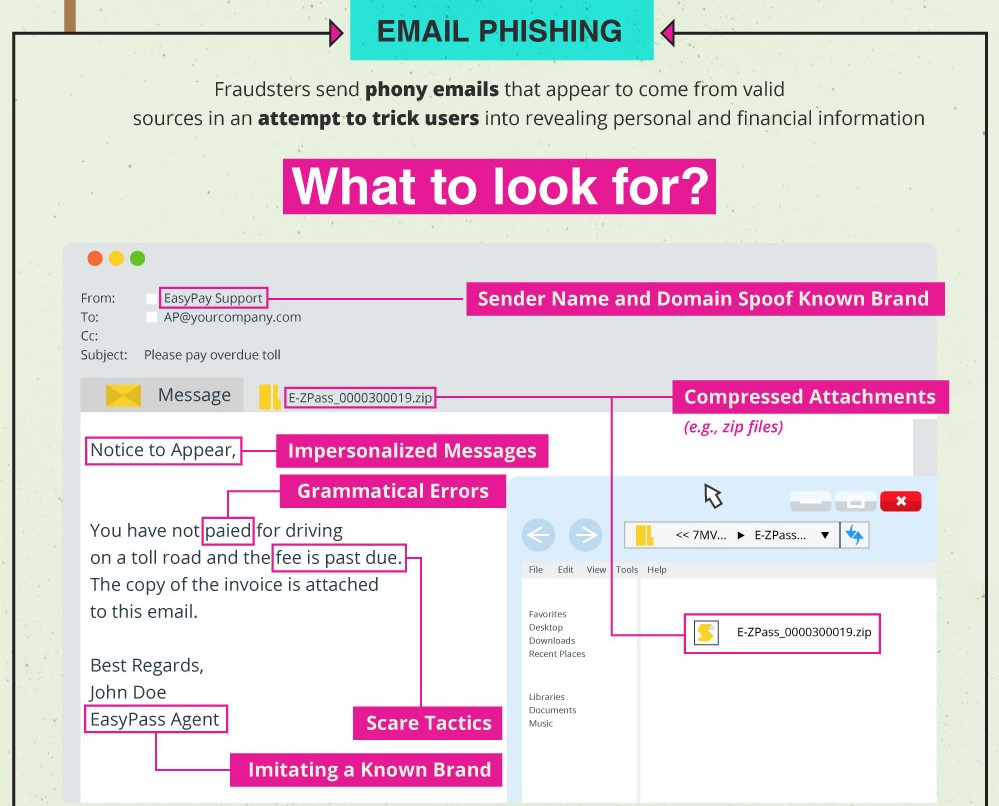 EMAIL PHISHING
Fraudsters send phony emails that appear to come from valid
sources in an attempt to trick users into revealing personal and financial information
What to look for?
From: EasyPay Support
Sender Name and Domain Spoof Known Brand
To: AP@yourcompany.com
Cc:
Subject: Please pay overdue toll
Message
E-ZPass_0000300019.zip
Compressed Attachments
(e.g., zip files)
Notice to Appear,
Impersonalized Messages
Grammatical Errors
You have not paied for driving
on a toll road and the fee is past due.
The copy of the invoice is attached
to this email.
Best Regards,
John Doe
EasyPass Agent
Scare Tactics
Imitating a Known Brand
<< 7MV... ▶ E-ZPass... ▼
File Edit View Tools Help
Favorites
Desktop
Downloads
Recent Places
Libraries
Documents
Music
E-ZPass_0000300019.zip